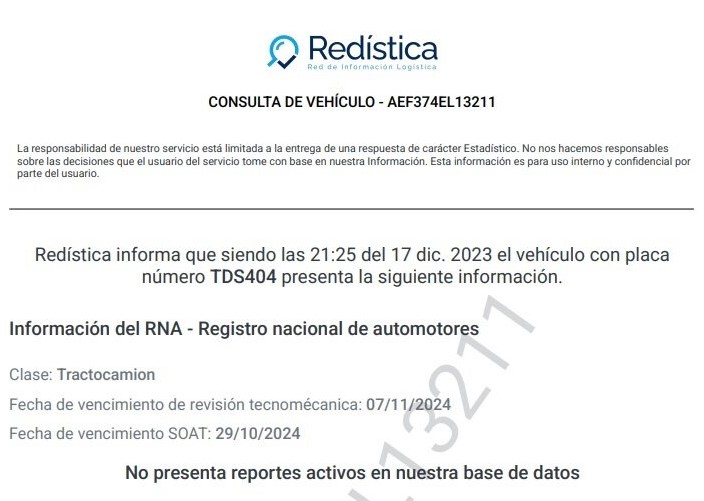 Redística
Red de Información Logística
CONSULTA DE VEHÍCULO - AEF374EL13211
La responsabilidad de nuestro servicio está limitada a la entrega de una respuesta de carácter Estadístico. No nos hacemos responsables
sobre las decisiones que el usuario del servicio tome con base en nuestra Información. Esta información es para uso interno y confidencial por
parte del usuario.
Redística informa que siendo las 21:25 del 17 dic. 2023 el vehículo con placa
número TDS404 presenta la siguiente información.
Información del RNA - Registro nacional de automotores
Clase: Tractocamion
Fecha de vencimiento de revisión tecnomécanica: 07/11/2024
Fecha de vencimiento SOAT: 29/10/2024
No presenta reportes activos en nuestra base de datos
L13211